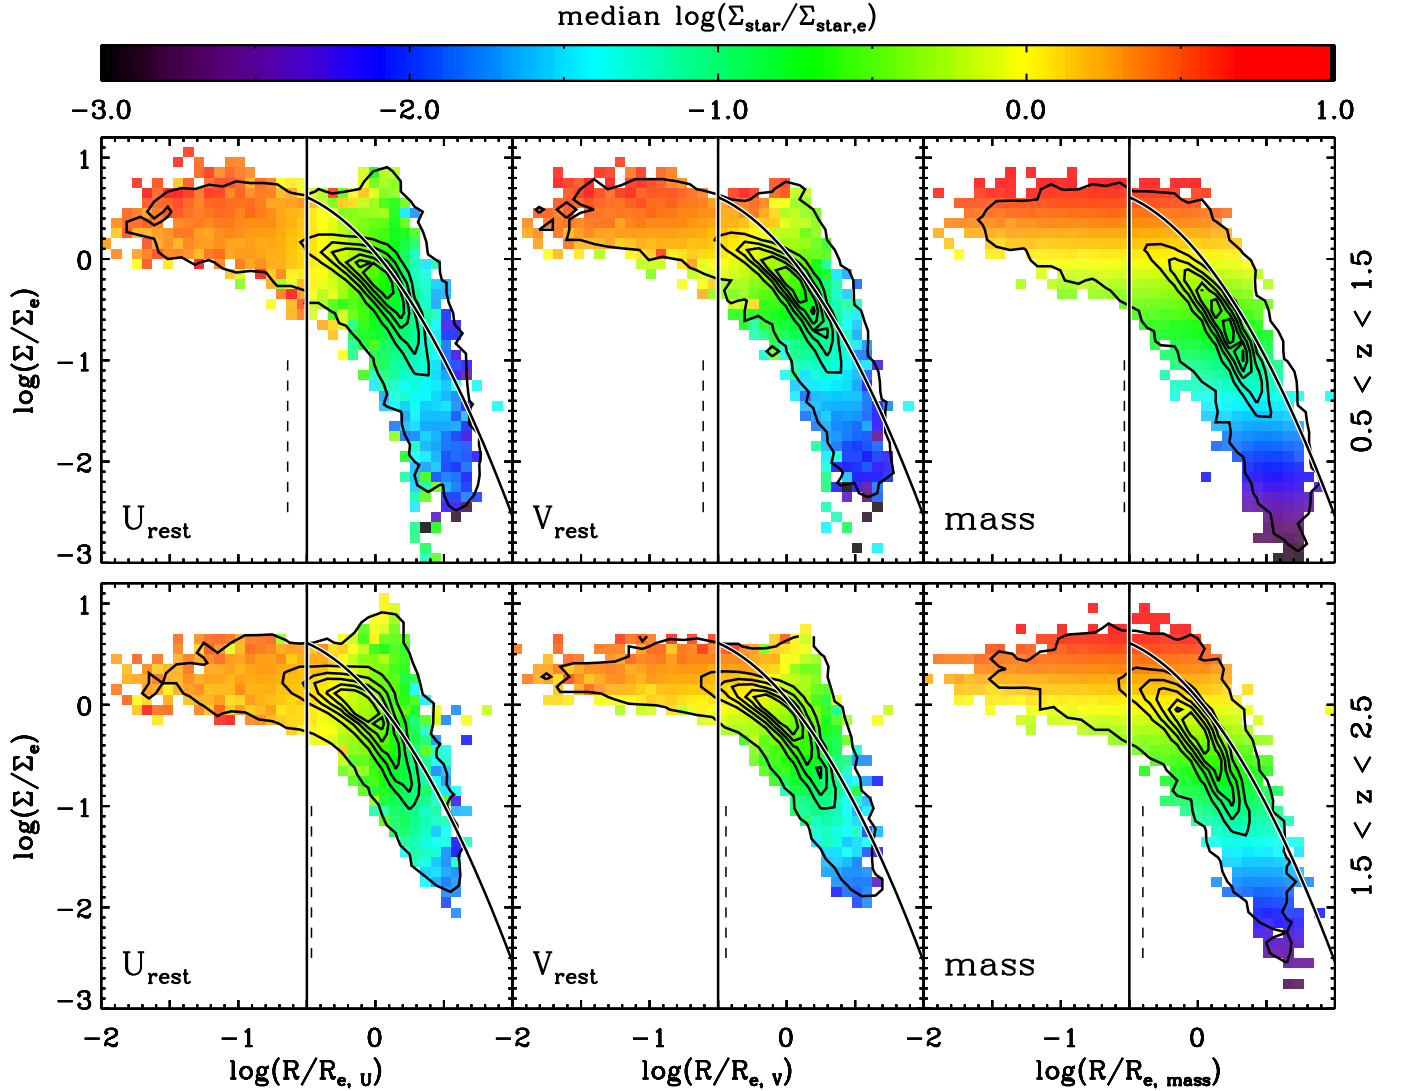 median log(Σstar/Σstar,e)
-3.0 -2.0 -1.0 0.0 1.0
1
0
-1
-2
-3
log(Σ/Σe)
Urest
Vrest
mass
0.5 < z < 1.5
1
0
-1
-2
-3
log(Σ/Σe)
Urest
Vrest
mass
1.5 < z < 2.5
-2 -1 0 -2 -1 0 -2 -1 0
log(R/Re, U) log(R/Re, V) log(R/Re, mass)